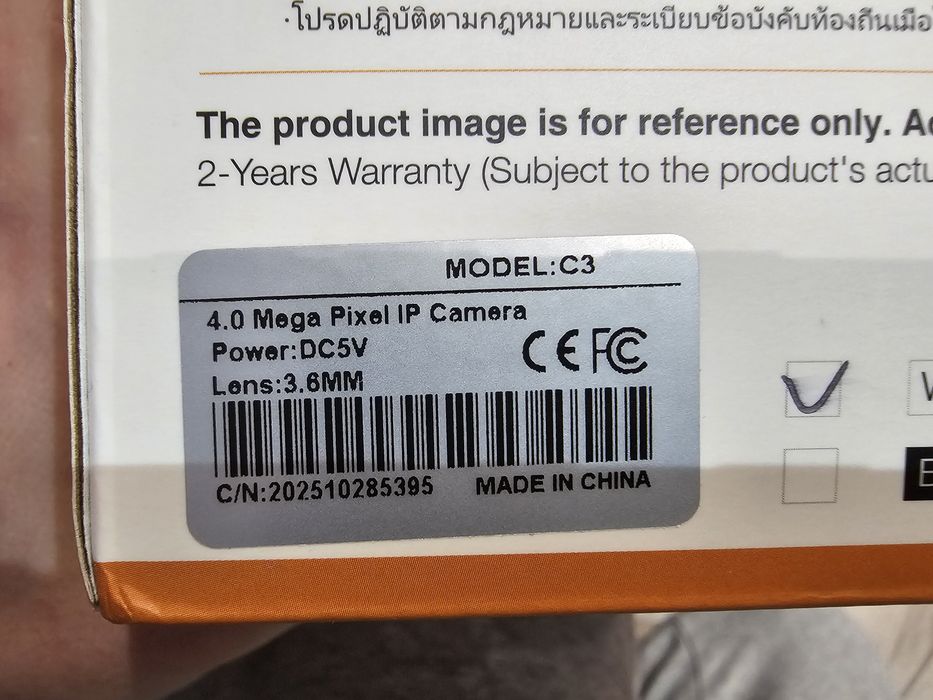 ·โปรดปฏิบัติตามกฎหมายและระเบียบข้อบังคับท้องถิ่นเมื่อ
The product image is for reference only.
2-Years Warranty (Subject to the product's
MODEL:C3
4.0 Mega Pixel IP Camera
Power:DC5V
CE FC
Lens:3.6MM
C/N:202510285395 MADE IN CHINA